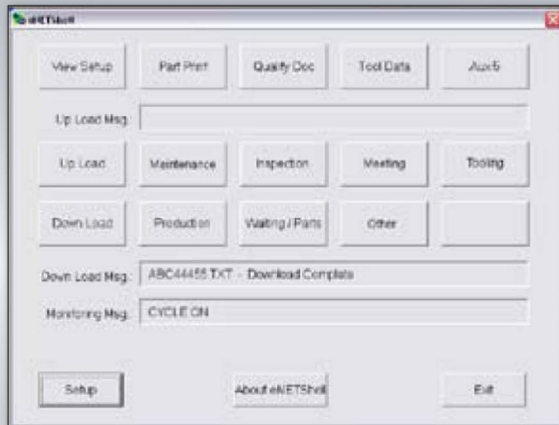 eNETShell
View Setup Part Print Quality Doc Tool Data Aux5
Up Load Msg.
Up Load Maintenance Inspection Meeting Tooling
Down Load Production Waiting / Parts Other
Down Load Msg. ABC44455.TXT - Download Complete
Monitoring Msg. CYCLE ON
Setup About eNETShell Exit